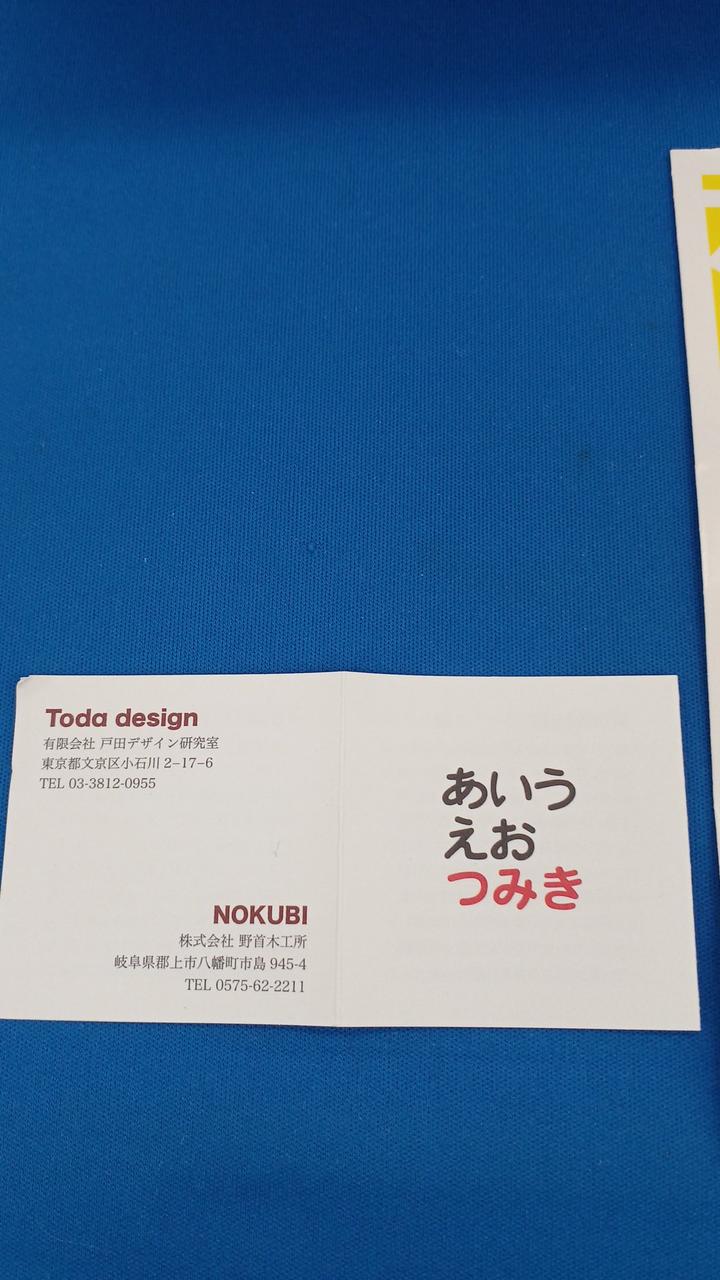 Toda design
有限会社 戸田デザイン研究室
東京都文京区小石川 2−17−6
TEL 03-3812-0955
NOKUBI
株式会社 野首木工所
岐阜県郡上市八幡町市島 945-4
TEL 0575-62-2211
あいう
えお
つみき